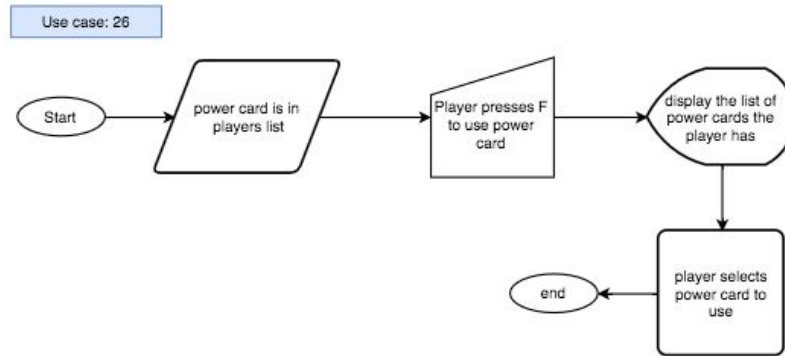 Use case: 26
Start
power card is in
players list
Player presses F
to use power
card
display the list of
power cards the
player has
player selects
power card to
use
end